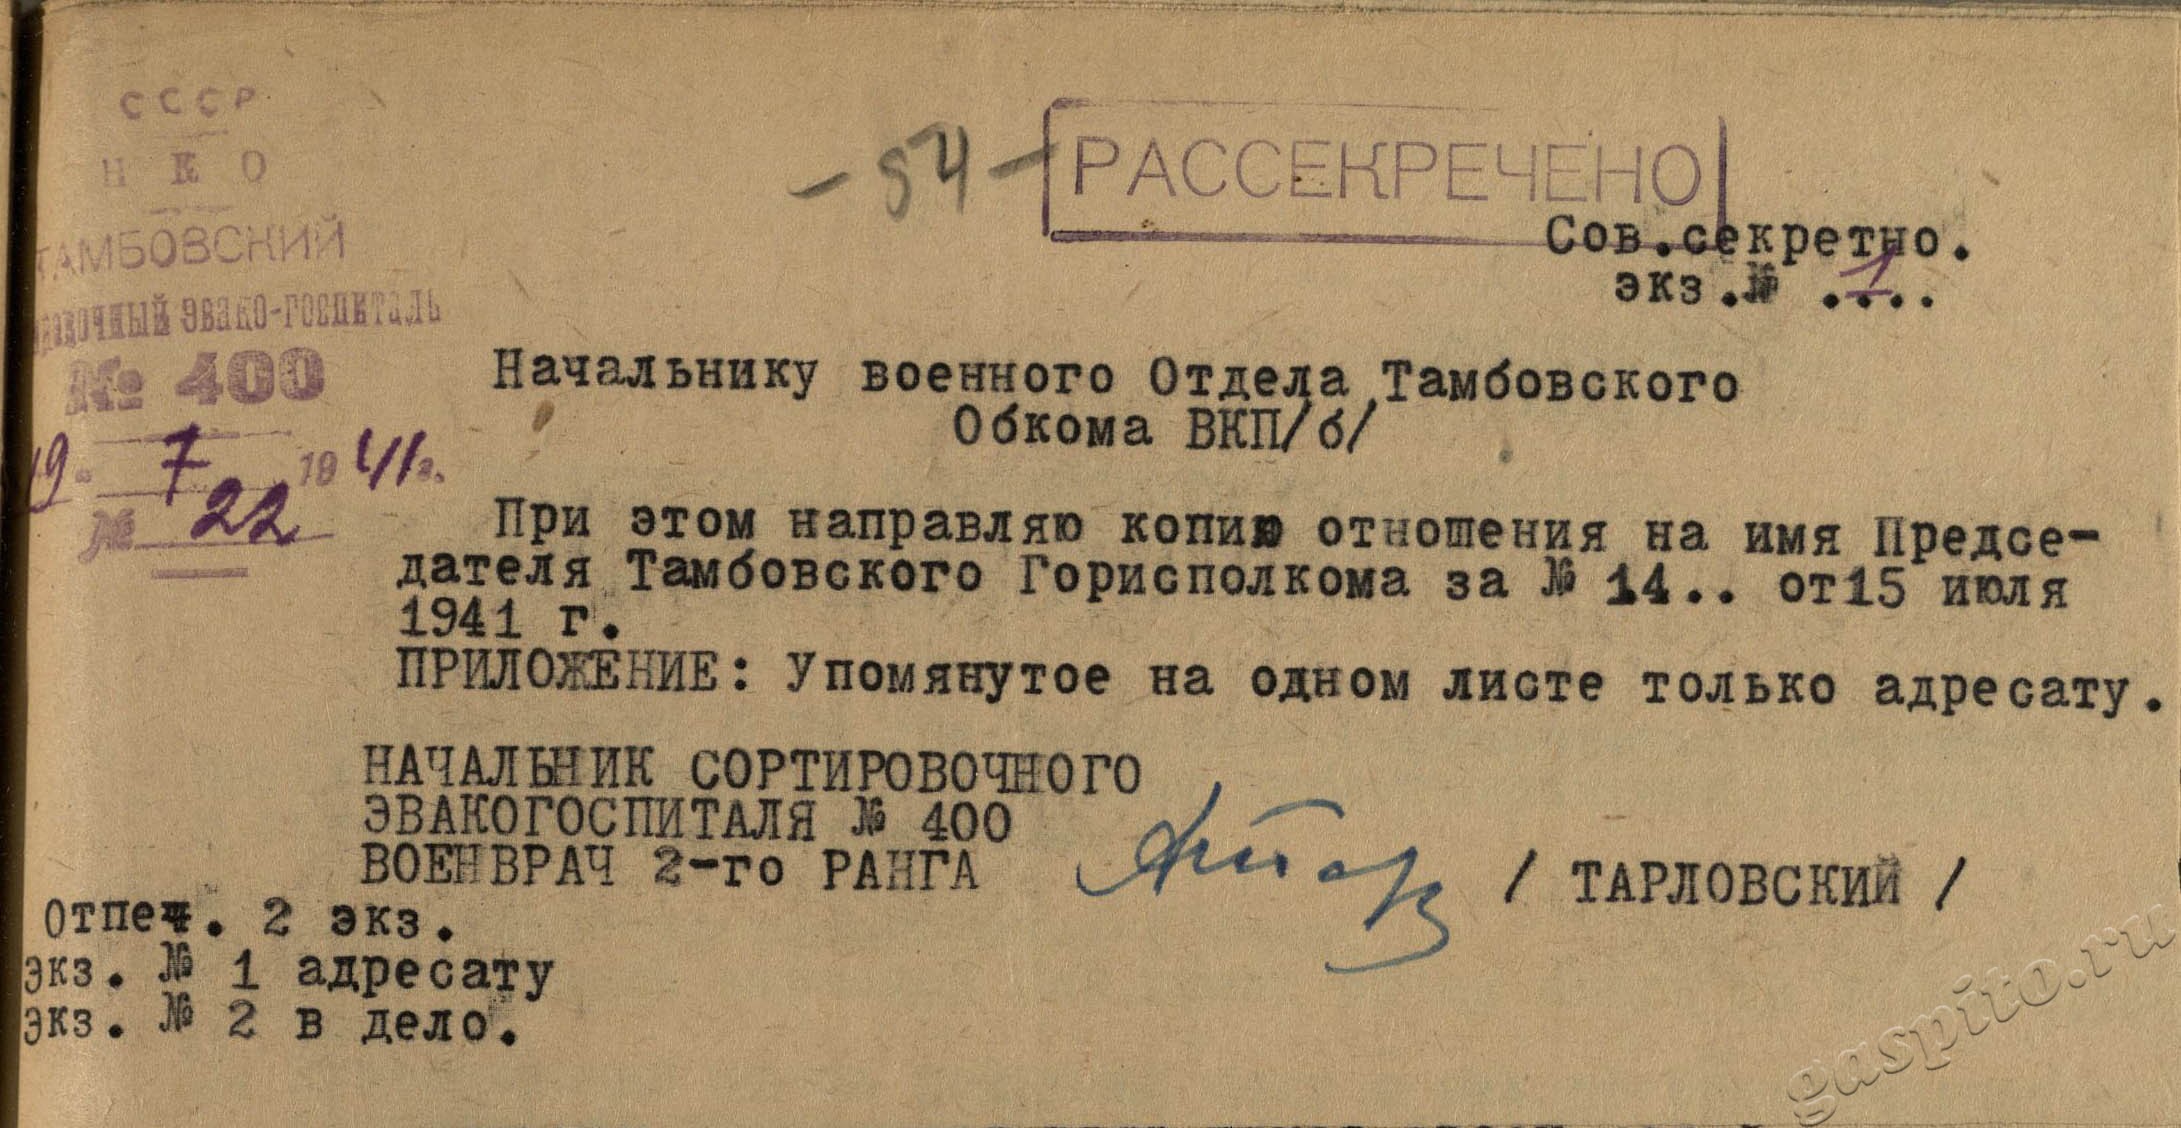 СССР
НКО
ТАМБОВСКИЙ
ЭВАКО-ГОСПИТАЛЬ
№ 400
19. 7 1941г.
№ 22
-54-
РАССЕКРЕЧЕНО
Сов.секретно.
экз.№ .1...
Начальнику военного Отдела Тамбовского
Обкома ВКП/б/
При этом направляю копию отношения на имя Предсе-
дателя Тамбовского Горисполкома за № 14.. от15 июля
1941 г.
ПРИЛОЖЕНИЕ: Упомянутое на одном листе только адресату.
НАЧАЛЬНИК СОРТИРОВОЧНОГО
ЭВАКОГОСПИТАЛЯ № 400
ВОЕНВРАЧ 2-го РАНГА / ТАРЛОВСКИЙ /
Отпеч. 2 экз.
экз. № 1 адресату
экз. № 2 в дело.
gaspito.ru